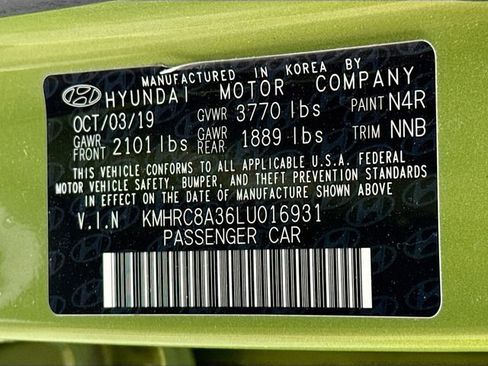 MANUFACTURED IN KOREA BY
HYUNDAI MOTOR COMPANY
OCT/03/19 GVWR 3770 lbs PAINT N4R
GAWR FRONT 2101 lbs GAWR REAR 1889 lbs TRIM NNB
THIS VEHICLE CONFORMS TO ALL APPLICABLE U.S.A. FEDERAL
MOTOR VEHICLE SAFETY, BUMPER, AND THEFT PREVENTION STANDARDS
IN EFFECT ON THE DATE OF MANUFACTURE SHOWN ABOVE.
V.I.N KMHRC8A36LU016931
PASSENGER CAR